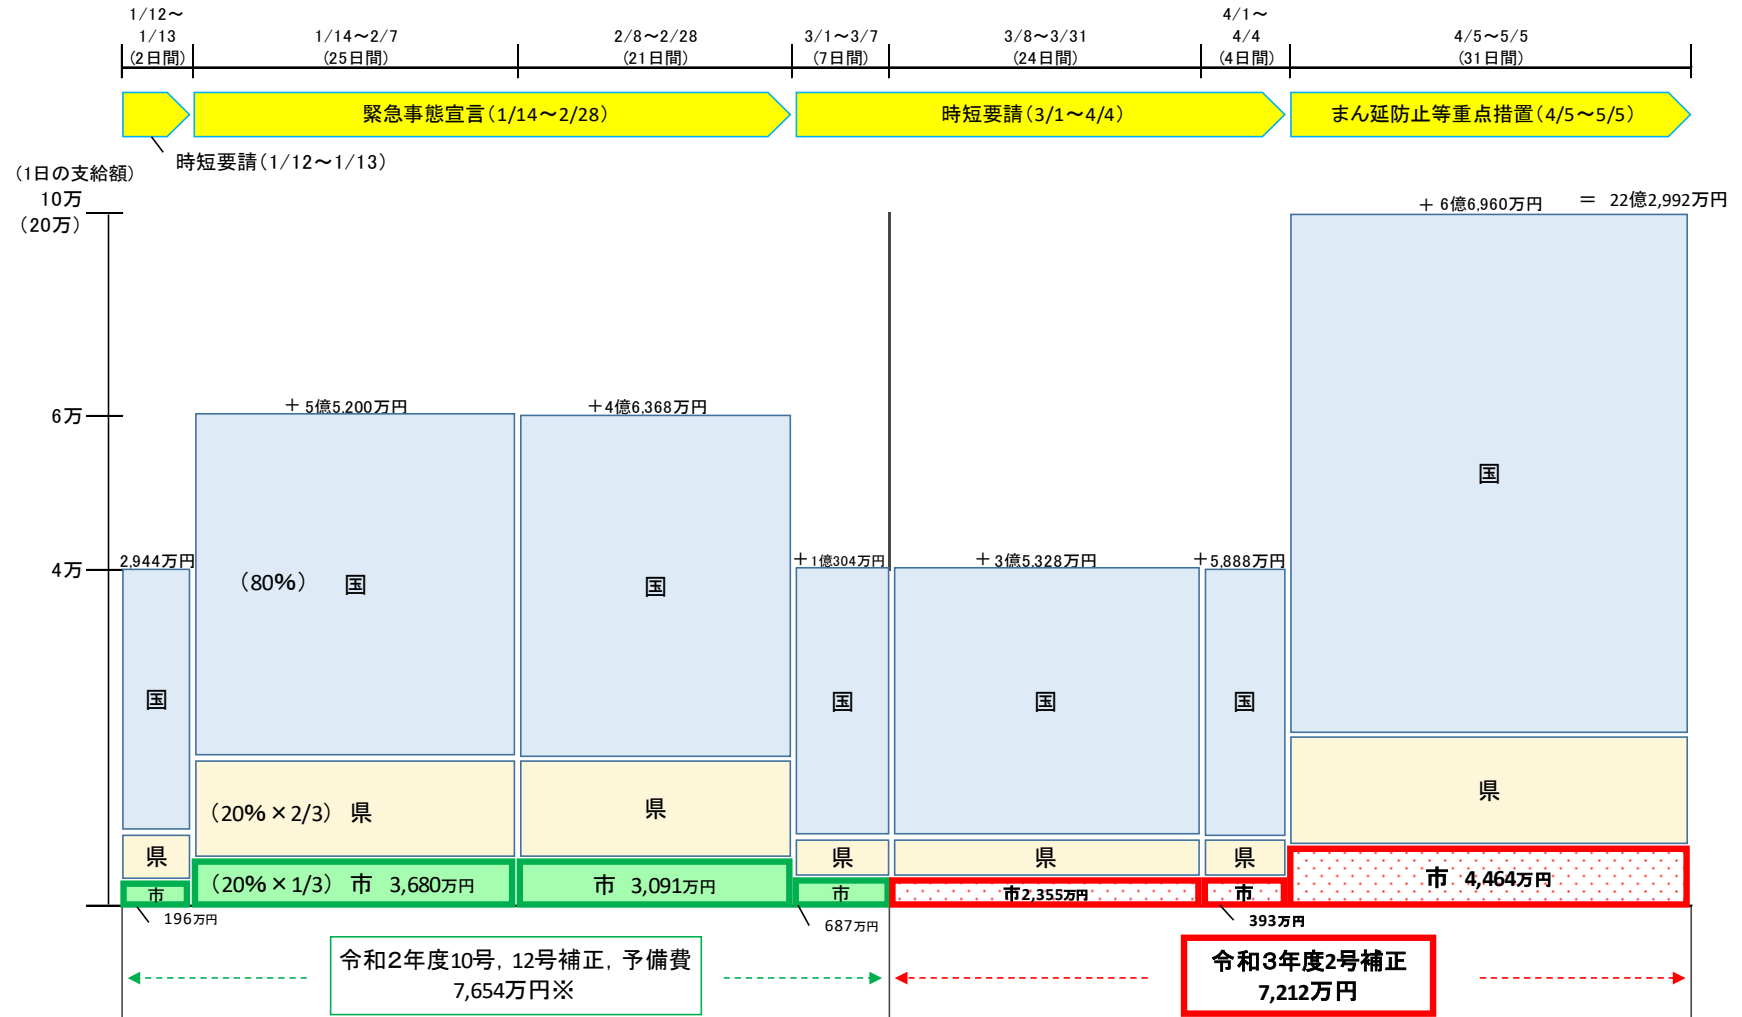 1/12～
1/13
(2日間)
1/14～2/7
(25日間)
2/8～2/28
(21日間)
3/1～3/7
(7日間)
3/8～3/31
(24日間)
4/1～
4/4
(4日間)
4/5～5/5
(31日間)
緊急事態宣言(1/14～2/28)
時短要請(3/1～4/4)
まん延防止等重点措置(4/5～5/5)
時短要請(1/12～1/13)
(1日の支給額)
10万
(20万)
6万
4万
2,944万円
＋ 5億5,200万円
＋4億6,368万円
＋1億304万円
＋3億5,328万円
＋5,888万円
＋ 6億6,960万円
＝ 22億2,992万円
国
(80%) 国
国
国
国
国
国
県
(20%×2/3) 県
県
県
県
県
県
市
(20%×1/3) 市 3,680万円
市 3,091万円
市
市2,355万円
市
市 4,464万円
196万円
687万円
393万円
令和2年度10号，12号補正，予備費
7,654万円※
令和3年度2号補正
7,212万円